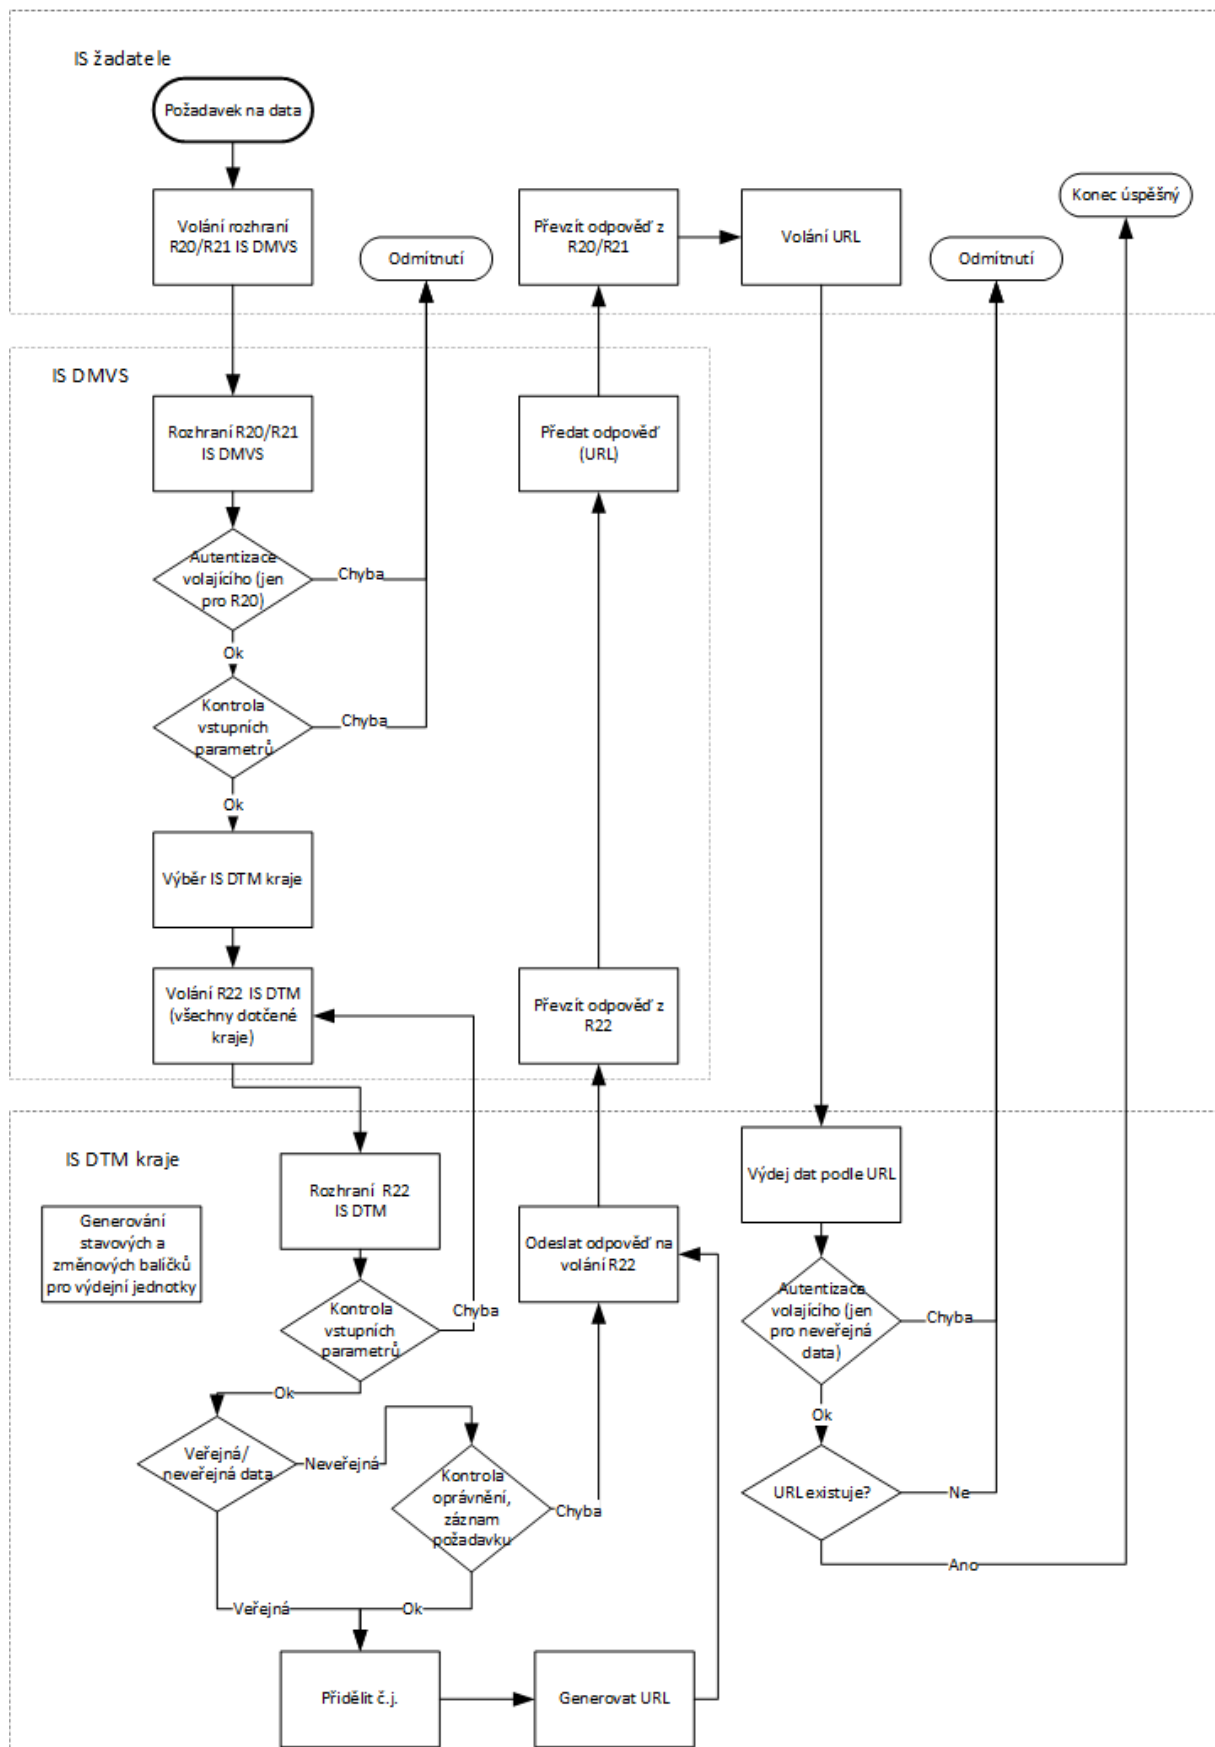 IS žadatele
Požadavek na data
Volání rozhraní
R20/R21 IS DMVS
Odmítnutí
Převzít odpověď z
R20/R21
Volání URL
Odmítnutí
Konec úspěšný
IS DMVS
Rozhraní R20/R21
IS DMVS
Předat odpověď
(URL)
Autentizace
volajícího (jen
pro R20)
Chyba
Ok
Kontrola
vstupních
parametrů
Chyba
Ok
Výběr IS DTM kraje
Volání R22 IS DTM
(všechny dotčené
kraje)
Převzít odpověď z
R22
IS DTM kraje
Generování
stavových a
změnových balíčků
pro výdejní jednotky
Rozhraní R22
IS DTM
Odeslat odpověď na
volání R22
Výdej dat podle URL
Kontrola
vstupních
parametrů
Chyba
Ok
Autentizace
volajícího (jen
pro neveřejná
data)
Chyba
Ok
Veřejná/
neveřejná data
Neveřejná
Kontrola
oprávnění,
záznam
požadavku
Chyba
URL existuje?
Ne
Ano
Veřejná
Ok
Přidělit č.j.
Generovat URL